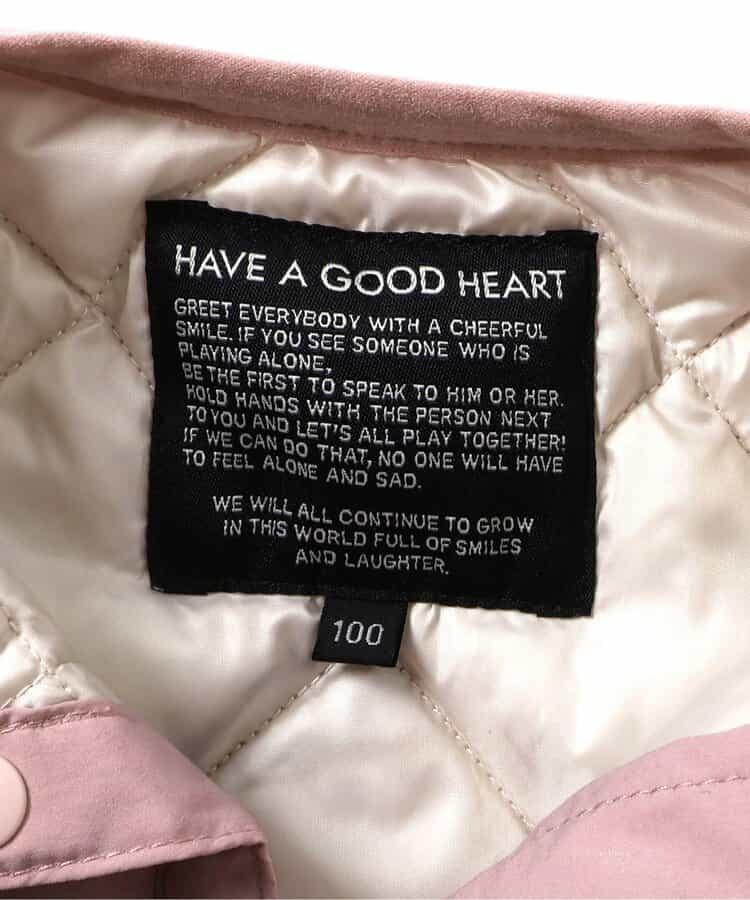 HAVE A GOOD HEART
GREET EVERYBODY WITH A CHEERFUL
SMILE. IF YOU SEE SOMEONE WHO IS
PLAYING ALONE,
BE THE FIRST TO SPEAK TO HIM OR HER.
HOLD HANDS WITH THE PERSON NEXT
TO YOU AND LET'S ALL PLAY TOGETHER!
IF WE CAN DO THAT, NO ONE WILL HAVE
TO FEEL ALONE AND SAD.
WE WILL ALL CONTINUE TO GROW
IN THIS WORLD FULL OF SMILES
AND LAUGHTER.
100